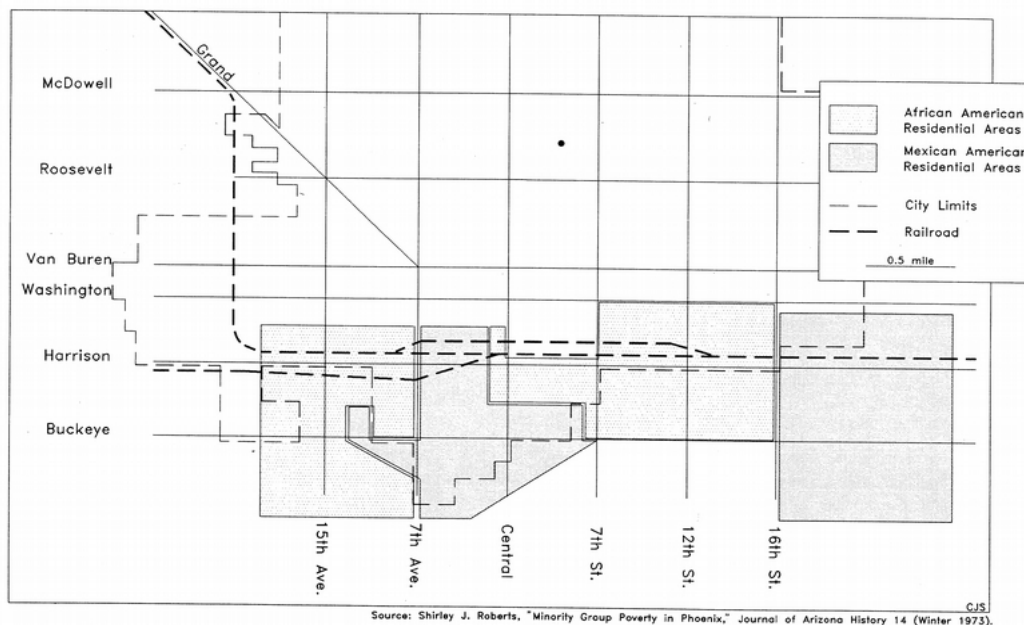 Grand
McDowell
Roosevelt
Van Buren
Washington
Harrison
Buckeye
African American
Residential Areas
Mexican American
Residential Areas
City Limits
Railroad
0.5 mile
15th Ave.
7th Ave.
Central
7th St.
12th St.
16th St.
CJS
Source: Shirley J. Roberts, "Minority Group Poverty in Phoenix," Journal of Arizona History 14 (Winter 1973).